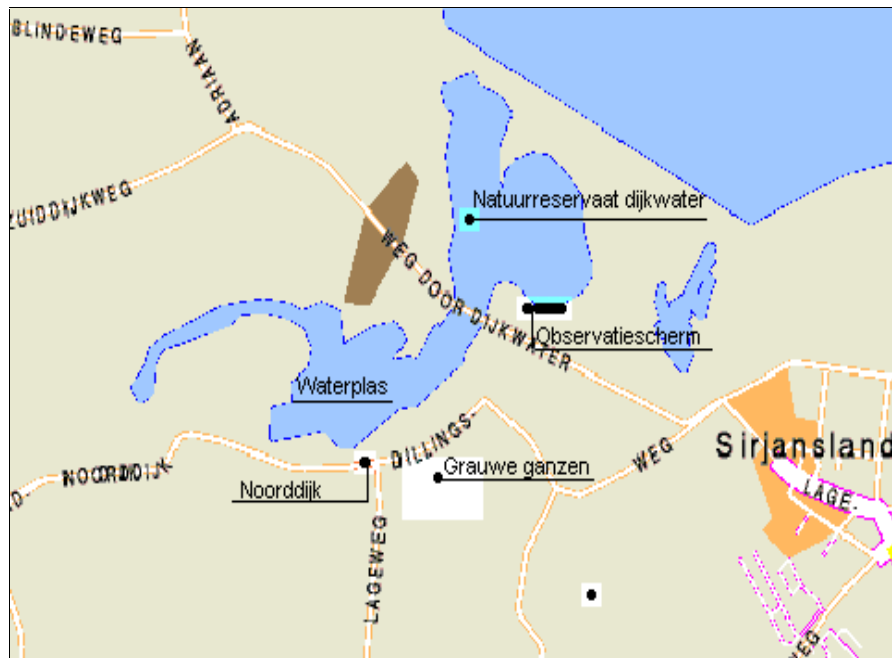 BLINDEWEG
ADRIAAN
ZUIDDIJKWEG
Natuurreservaat dijkwater
WEG DOOR DIJKWATER
Observatiescherm
Waterplas
DILLINGS-
WEG
Sirjansland
NOORDDIJK
Grauwe ganzen
Noorddijk
LAGE-
LAGEWEG
WEG